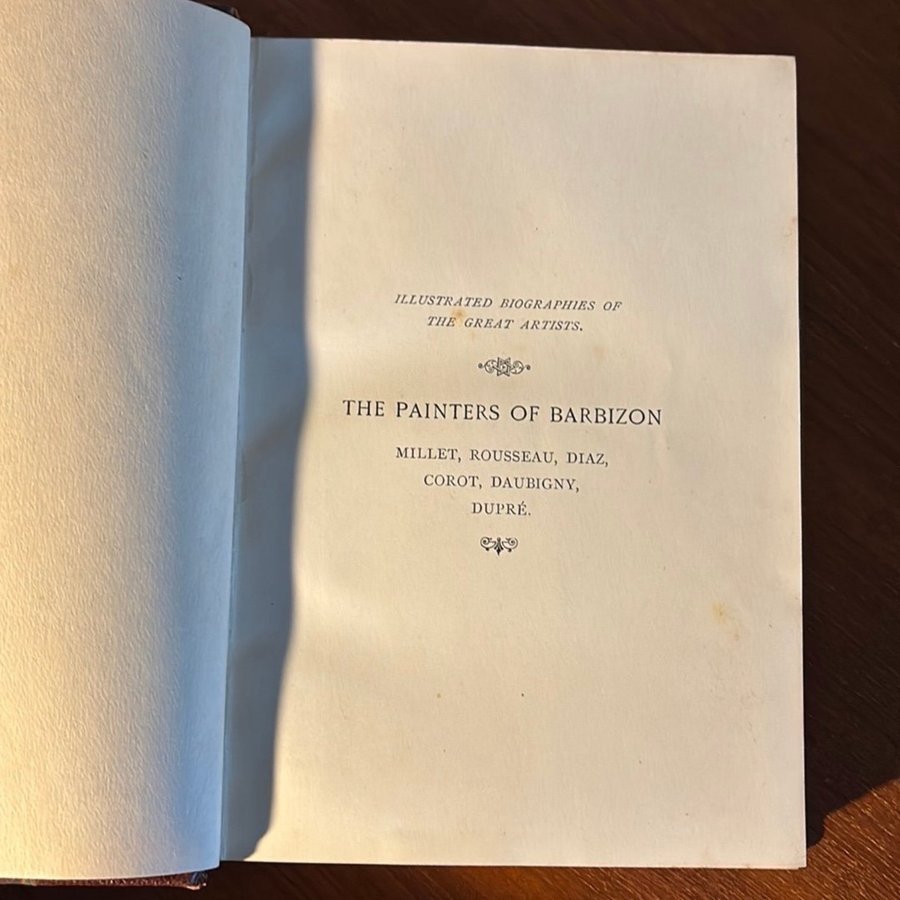 ILLUSTRATED BIOGRAPHIES OF
THE GREAT ARTISTS.
THE PAINTERS OF BARBIZON
MILLET, ROUSSEAU, DIAZ,
COROT, DAUBIGNY,
DUPRÉ.